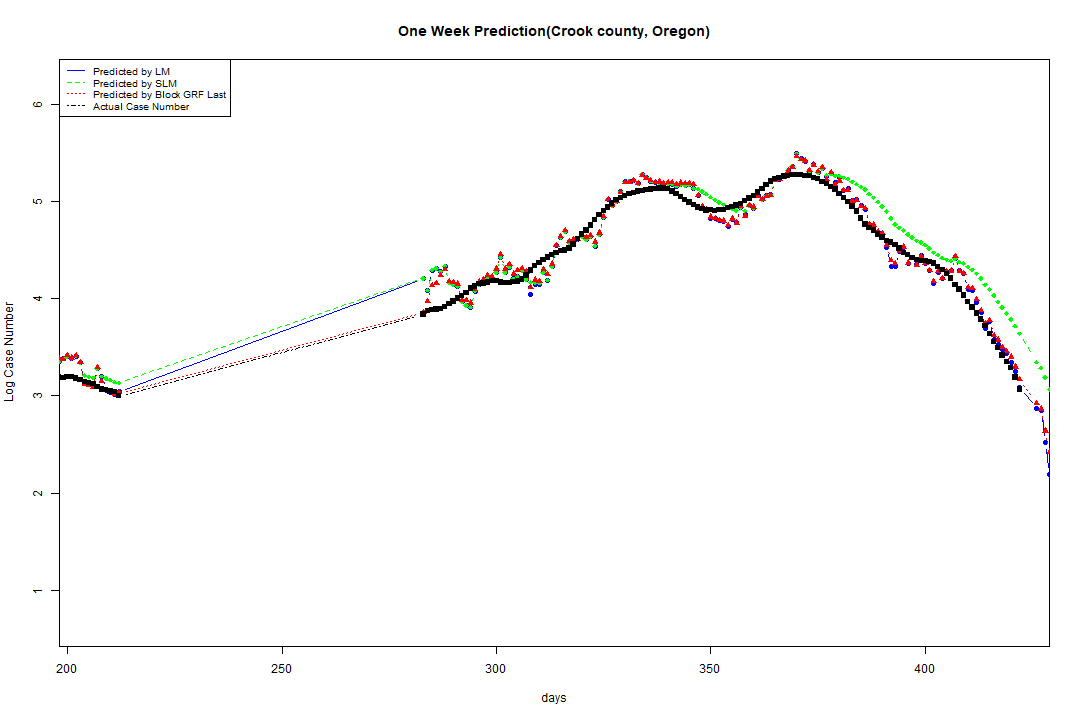 One Week Prediction(Crook county, Oregon)
Predicted by LM
Predicted by SLM
Predicted by Block GRF Last
Actual Case Number
6
5
4
3
2
1
Log Case Number
200 250 300 350 400
days